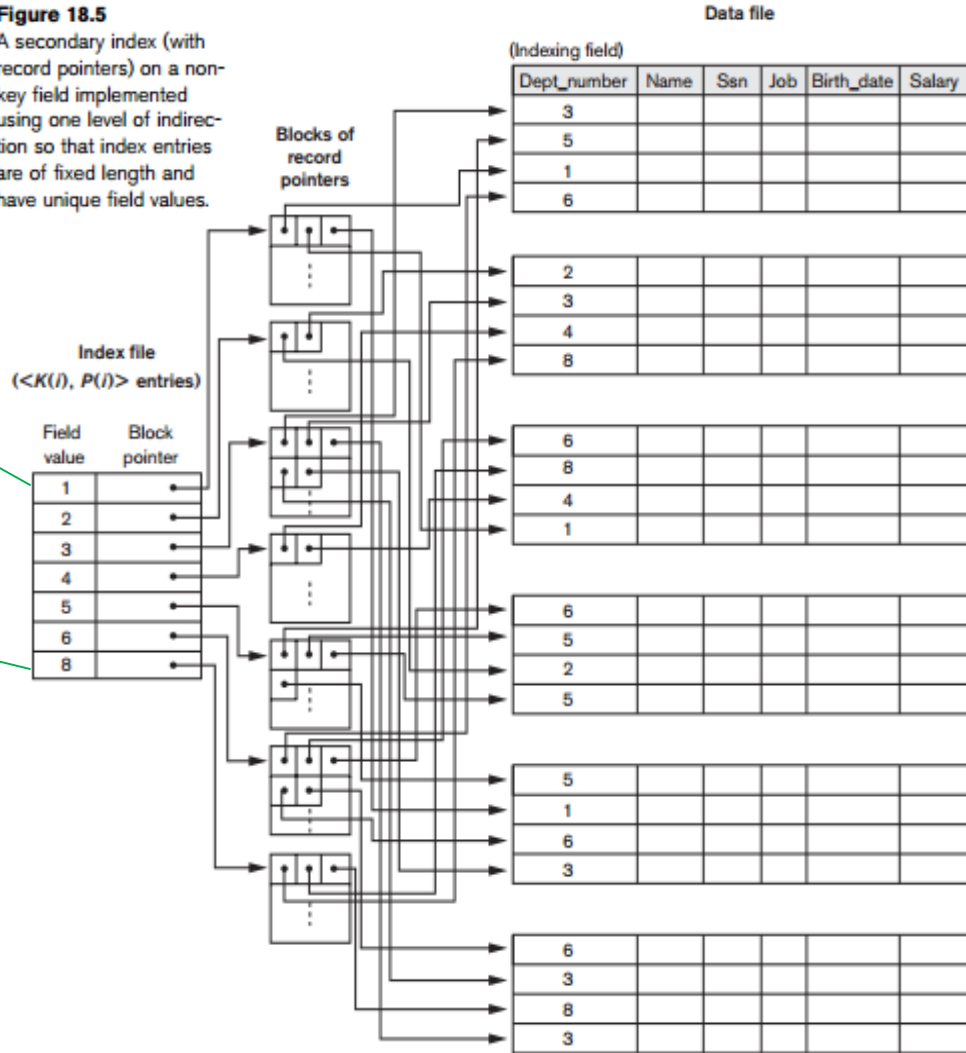 Figure 18.5
A secondary index (with
record pointers) on a non-
key field implemented
using one level of indirec-
tion so that index entries
are of fixed length and
have unique field values.
Blocks of
record
pointers
Index file
(<K(i), P(i)> entries)
Field Block
value pointer
1
2
3
4
5
6
8
Data file
(Indexing field)
Dept_number Name Ssn Job Birth_date Salary
3
5
1
6
2
3
4
8
6
8
4
1
6
5
2
5
5
1
6
3
6
3
8
3